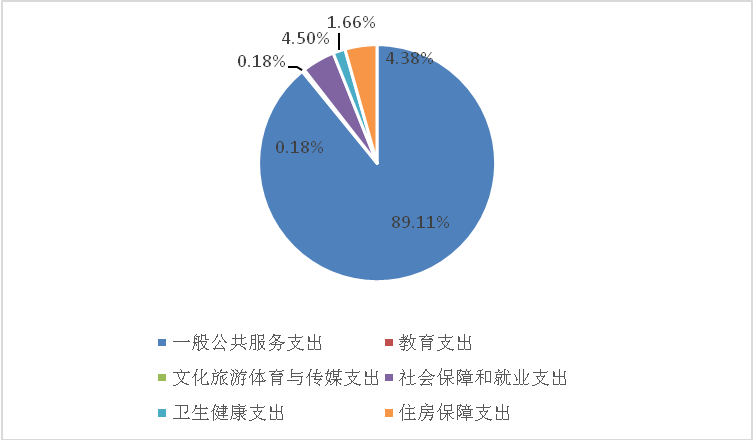 1.66%
4.50%
4.38%
0.18%
0.18%
89.11%
一般公共服务支出
教育支出
文化旅游体育与传媒支出
社会保障和就业支出
卫生健康支出
住房保障支出